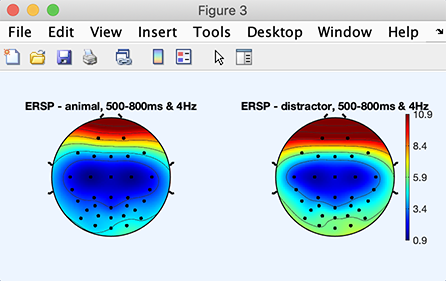 Figure 3
File Edit View Insert Tools Desktop Window Help
ERSP - animal, 500-800ms & 4Hz
ERSP - distractor, 500-800ms & 4Hz
10.9
8.4
5.9
3.4
0.9